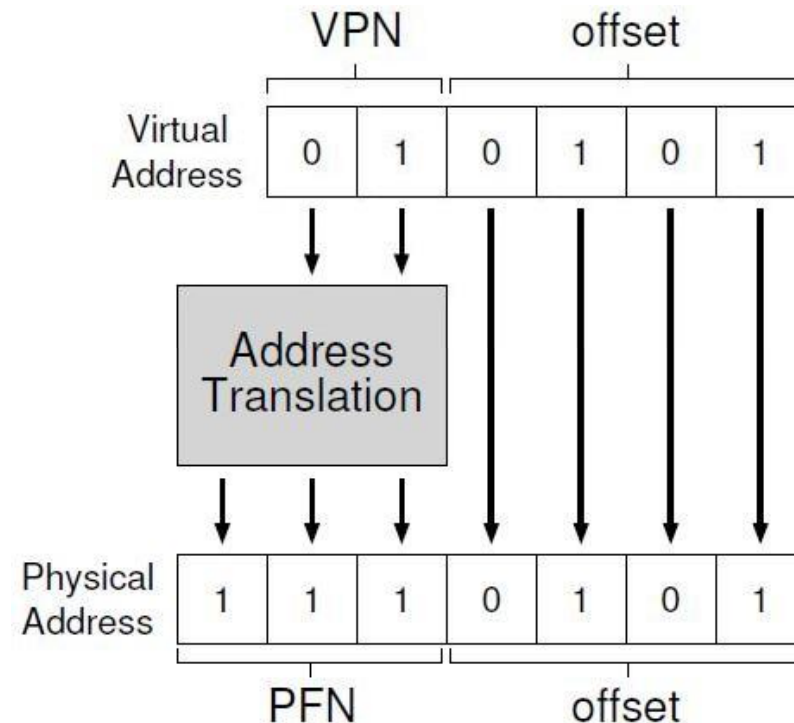 VPN offset
Virtual
Address
0 1 0 1 0 1
Address
Translation
Physical
Address
1 1 1 0 1 0 1
PFN offset